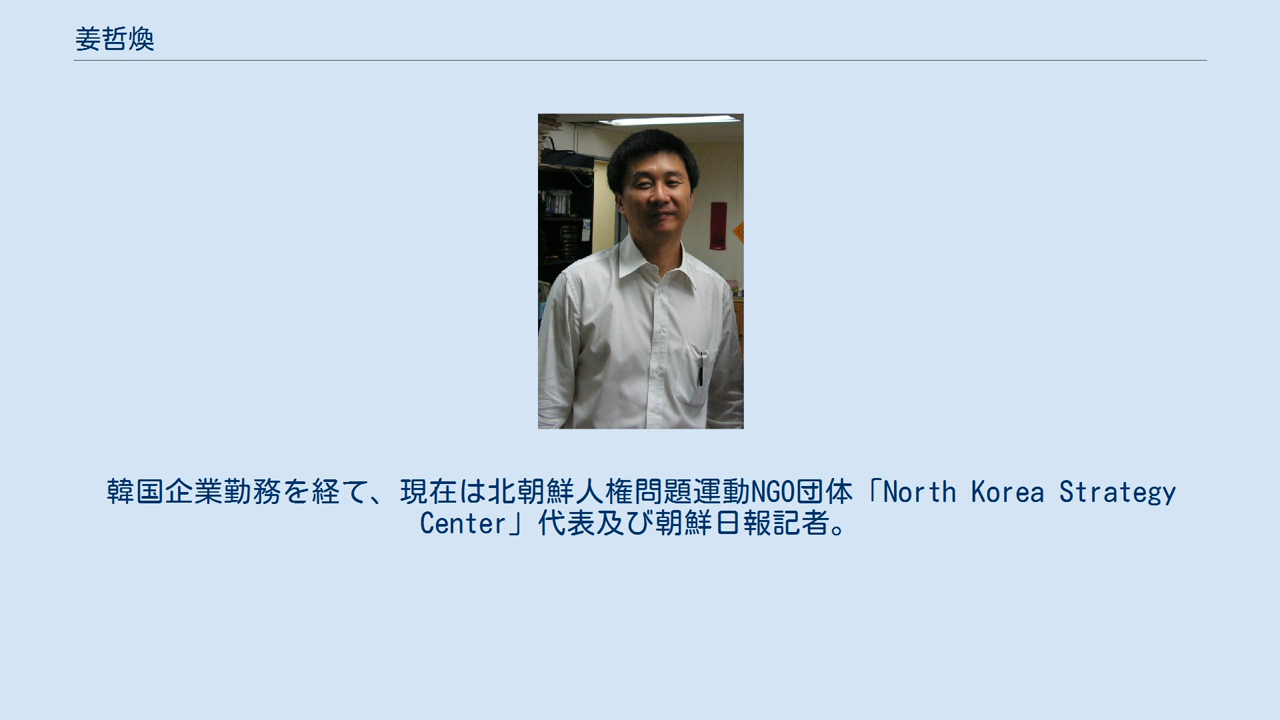 姜哲煥
韓国企業勤務を経て、現在は北朝鮮人権問題運動NGO団体「North Korea Strategy
Center」代表及び朝鮮日報記者。